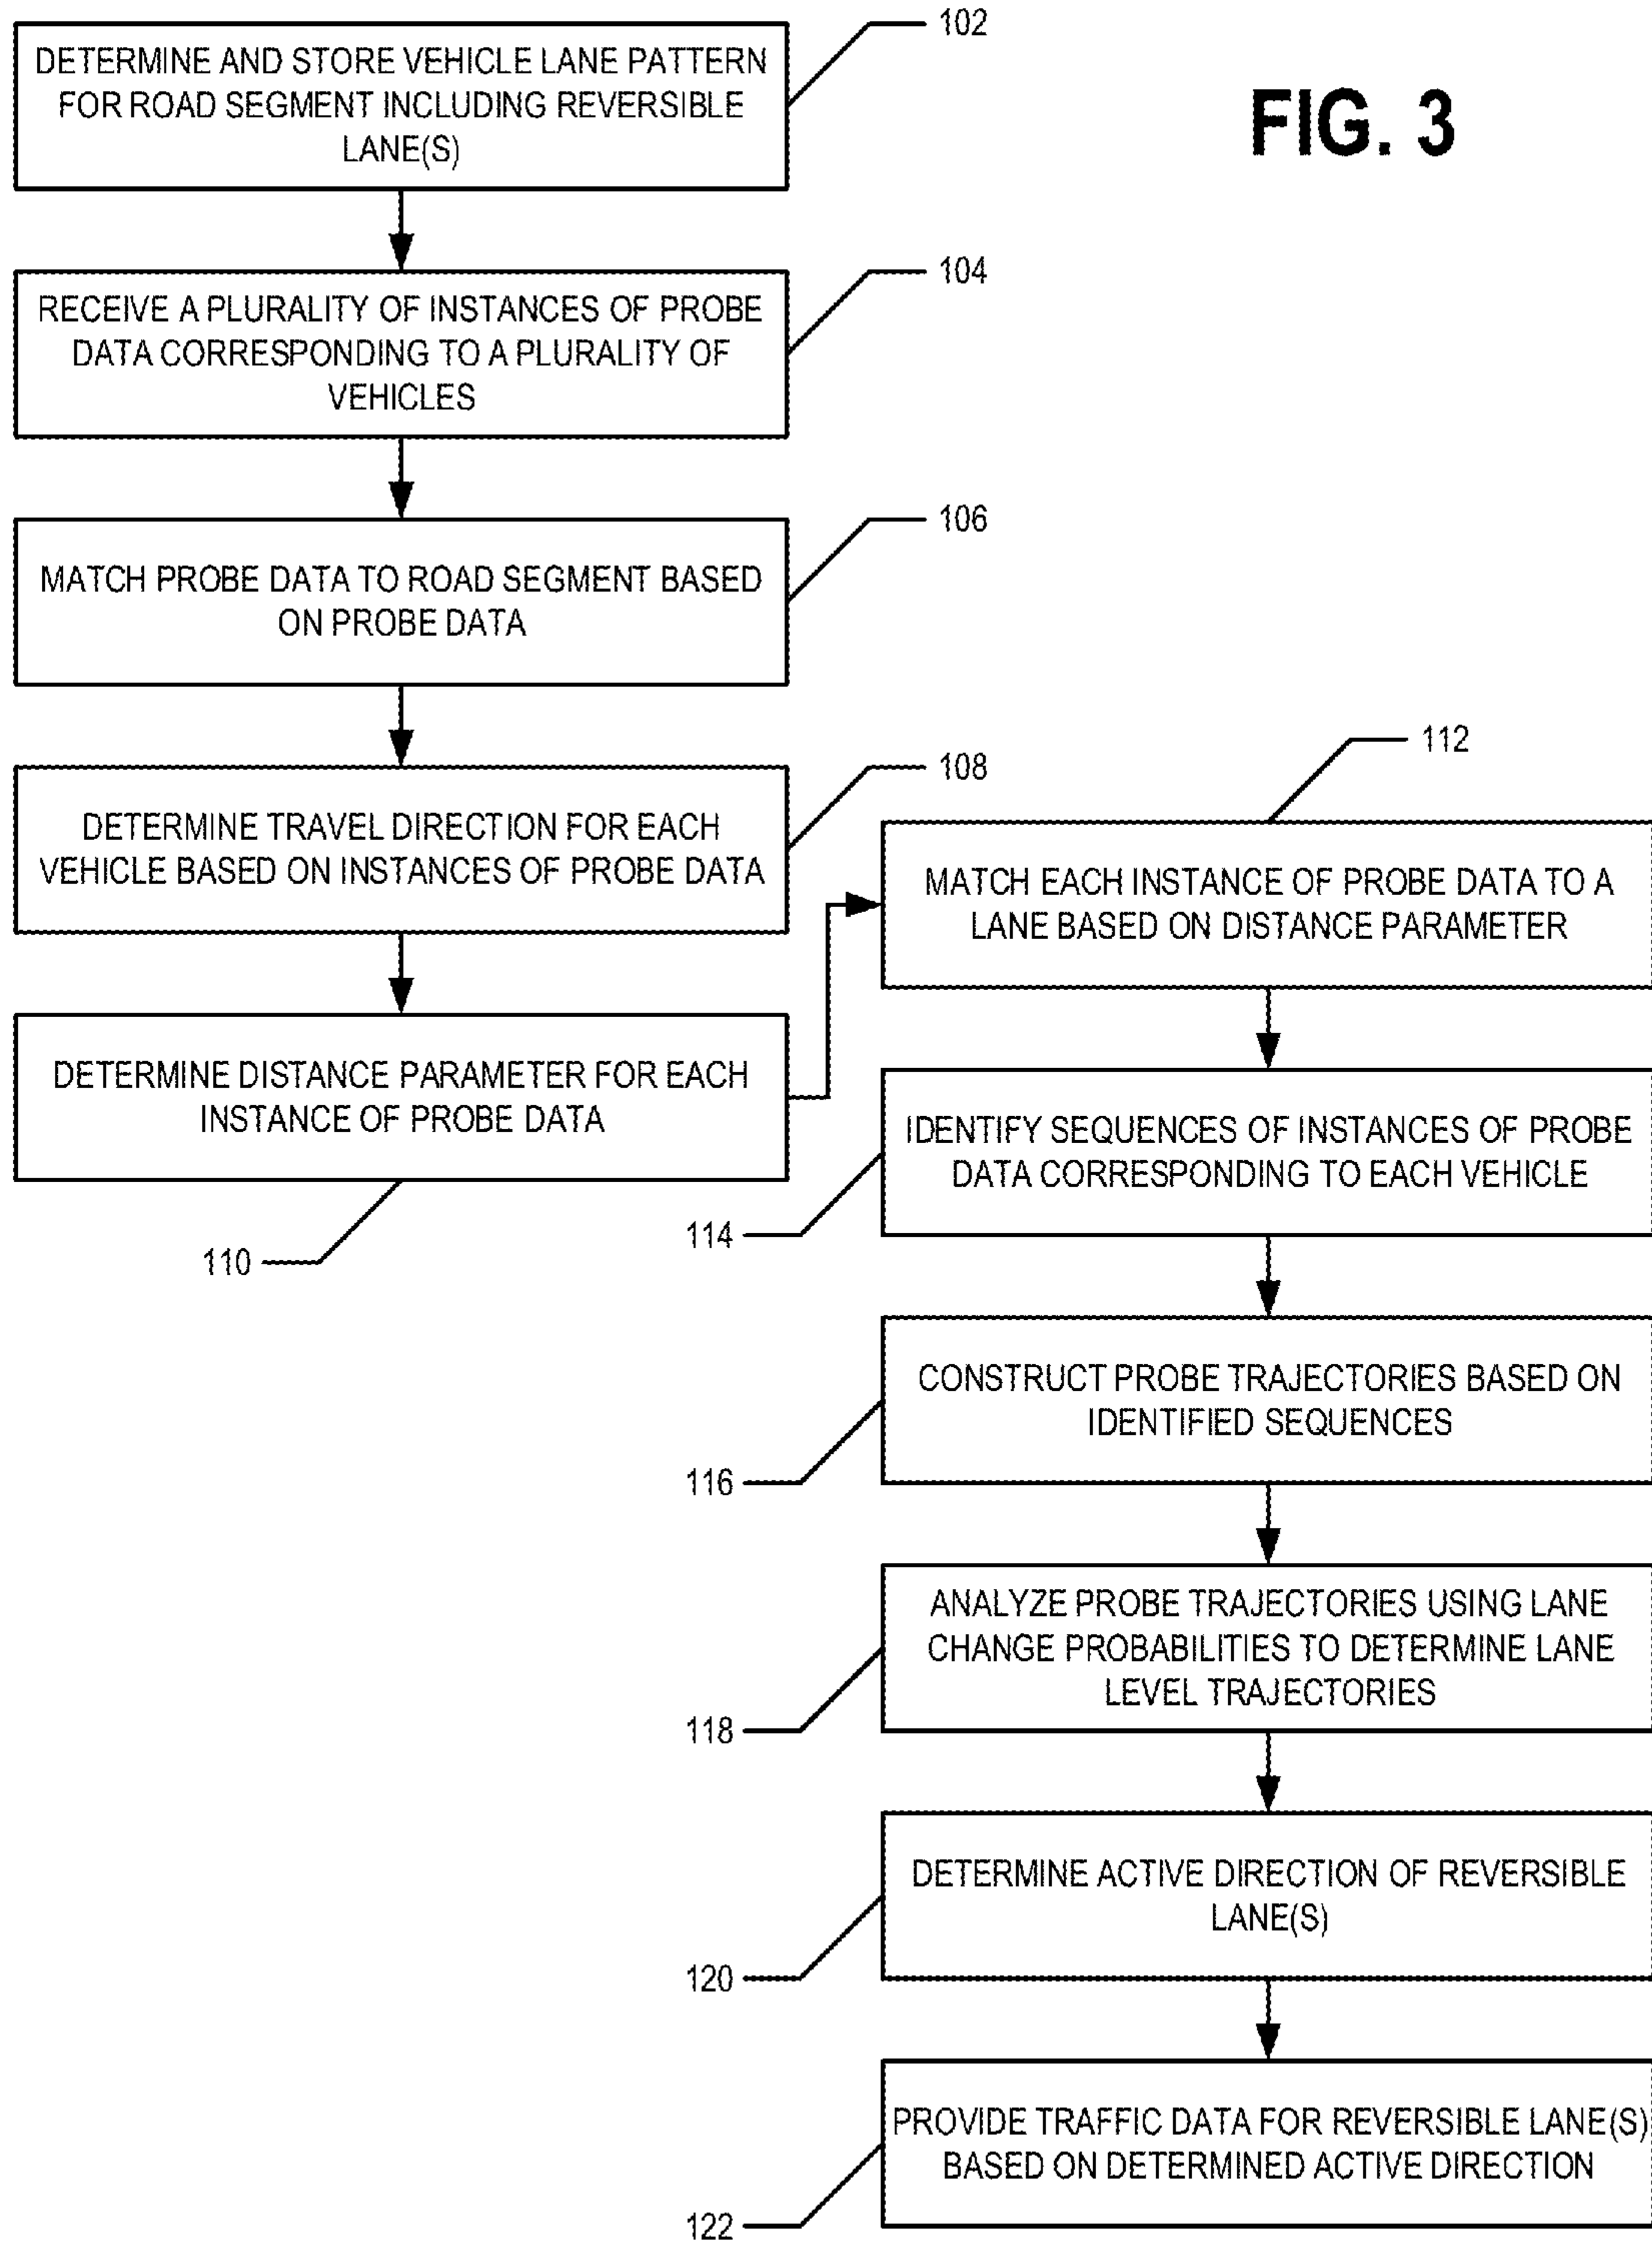 FIG. 3
102
DETERMINE AND STORE VEHICLE LANE PATTERN
FOR ROAD SEGMENT INCLUDING REVERSIBLE
LANE(S)
104
RECEIVE A PLURALITY OF INSTANCES OF PROBE
DATA CORRESPONDING TO A PLURALITY OF
VEHICLES
106
MATCH PROBE DATA TO ROAD SEGMENT BASED
ON PROBE DATA
108
DETERMINE TRAVEL DIRECTION FOR EACH
VEHICLE BASED ON INSTANCES OF PROBE DATA
DETERMINE DISTANCE PARAMETER FOR EACH
INSTANCE OF PROBE DATA
110
112
MATCH EACH INSTANCE OF PROBE DATA TO A
LANE BASED ON DISTANCE PARAMETER
IDENTIFY SEQUENCES OF INSTANCES OF PROBE
DATA CORRESPONDING TO EACH VEHICLE
114
CONSTRUCT PROBE TRAJECTORIES BASED ON
IDENTIFIED SEQUENCES
116
ANALYZE PROBE TRAJECTORIES USING LANE
CHANGE PROBABILITIES TO DETERMINE LANE
LEVEL TRAJECTORIES
118
DETERMINE ACTIVE DIRECTION OF REVERSIBLE
LANE(S)
120
PROVIDE TRAFFIC DATA FOR REVERSIBLE LANE(S)
BASED ON DETERMINED ACTIVE DIRECTION
122